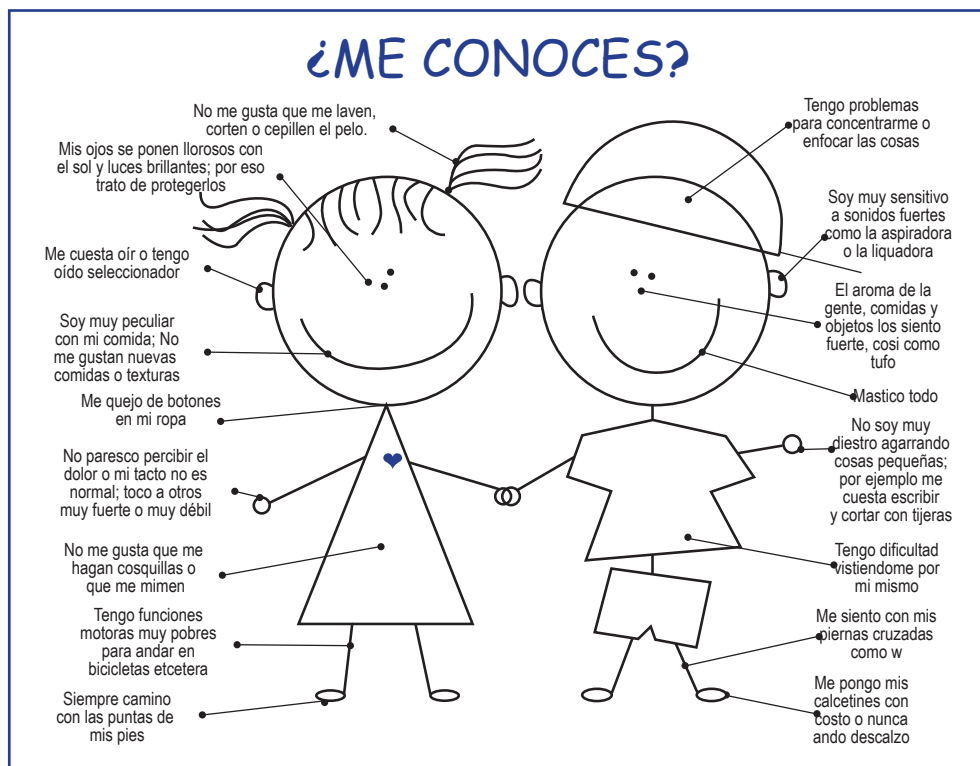 ¿ME CONOCES?
No me gusta que me laven,
corten o cepillen el pelo.
Mis ojos se ponen llorosos con
el sol y luces brillantes; por eso
trato de protegerlos
Me cuesta oír o tengo
oído seleccionador
Soy muy peculiar
con mi comida; No
me gustan nuevas
comidas o texturas
Me quejo de botones
en mi ropa
No paresco percibir el
dolor o mi tacto no es
normal; toco a otros
muy fuerte o muy débil
No me gusta que me
hagan cosquillas o
que me mimen
Tengo funciones
motoras muy pobres
para andar en
bicicletas etcetera
Siempre camino
con las puntas de
mis pies
Tengo problemas
para concentrarme o
enfocar las cosas
Soy muy sensitivo
a sonidos fuertes
como la aspiradora
o la liquadora
El aroma de la
gente, comidas y
objetos los siento
fuerte, cosi como
tufo
Mastico todo
No soy muy
diestro agarrando
cosas pequeñas;
por ejemplo me
cuesta escribir
y cortar con tijeras
Tengo dificultad
vistiendome por
mi mismo
Me siento con mis
piernas cruzadas
como w
Me pongo mis
calcetines con
costo o nunca
ando descalzo